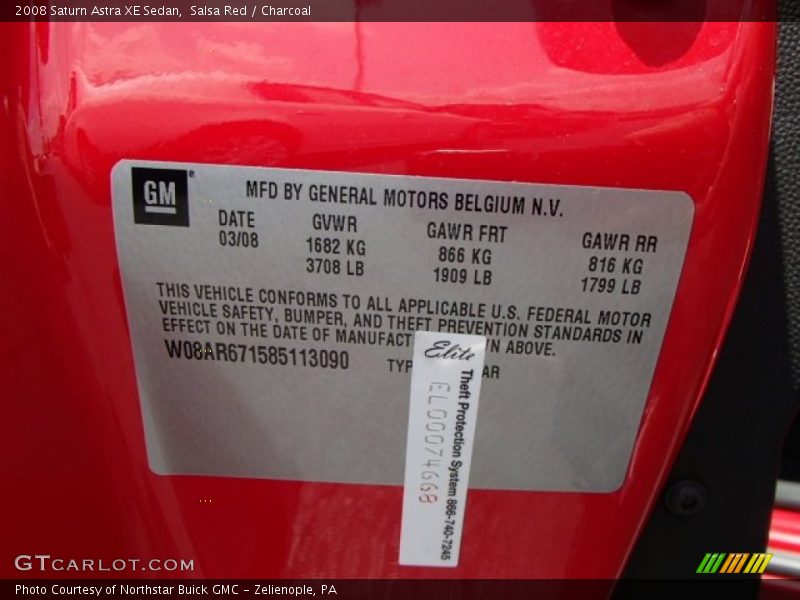 2008 Saturn Astra XE Sedan, Salsa Red / Charcoal
GM®
MFD BY GENERAL MOTORS BELGIUM N.V.
DATE GVWR GAWR FRT GAWR RR
03/08 1682 KG 866 KG 816 KG
3708 LB 1909 LB 1799 LB
THIS VEHICLE CONFORMS TO ALL APPLICABLE U.S. FEDERAL MOTOR
VEHICLE SAFETY, BUMPER, AND THEFT PREVENTION STANDARDS IN
EFFECT ON THE DATE OF MANUFACT WN ABOVE.
W08AR671585113090 TYP AR
Elite
Theft Protection System 866-740-7245
EL00074668
GTCARLOT.COM
Photo Courtesy of Northstar Buick GMC - Zelienople, PA